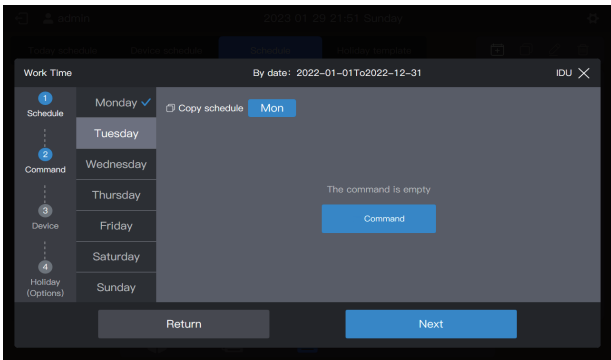 admin
2023 01 29 21:51 Sunday
Today schedule
Device schedule
Schedule
Holiday template
Work Time
By date: 2022-01-01To2022-12-31
IDU
1
Schedule
2
Command
3
Device
4
Holiday
(Options)
Monday
Tuesday
Wednesday
Thursday
Friday
Saturday
Sunday
Copy schedule
Mon
The command is empty
Command
Return
Next